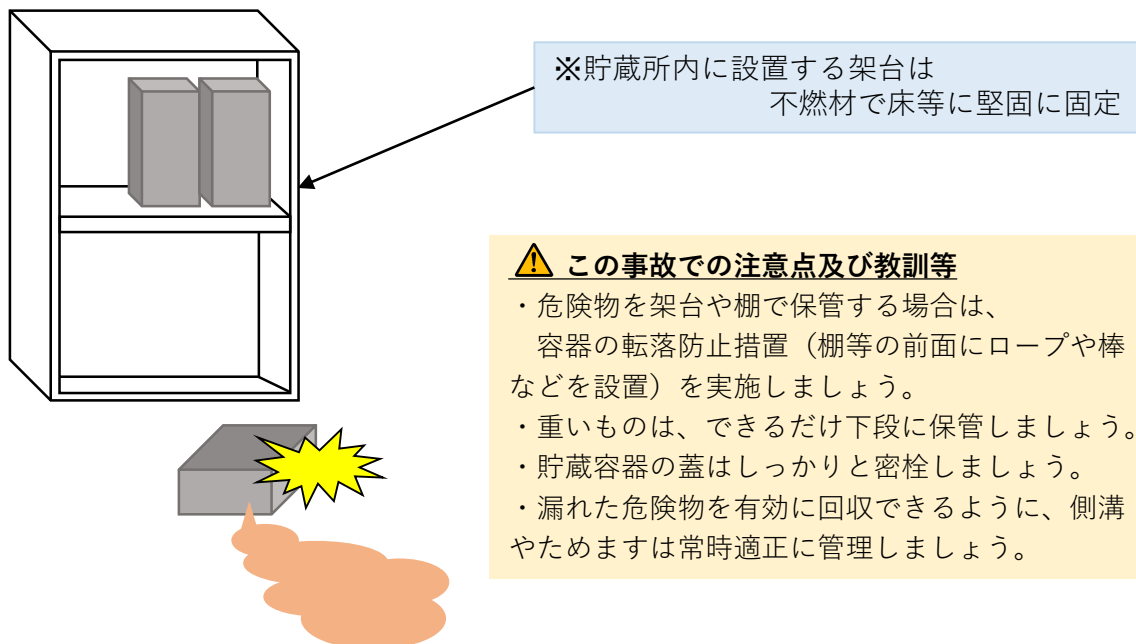 ※貯蔵所内に設置する架台は
不燃材で床等に堅固に固定
この事故での注意点及び教訓等
・危険物を架台や棚で保管する場合は、
容器の転落防止措置（棚等の前面にロープや棒
などを設置）を実施しましょう。
・重いものは、できるだけ下段に保管しましょう。
・貯蔵容器の蓋はしっかりと密栓しましょう。
・漏れた危険物を有効に回収できるように、側溝
やためますは常時適正に管理しましょう。